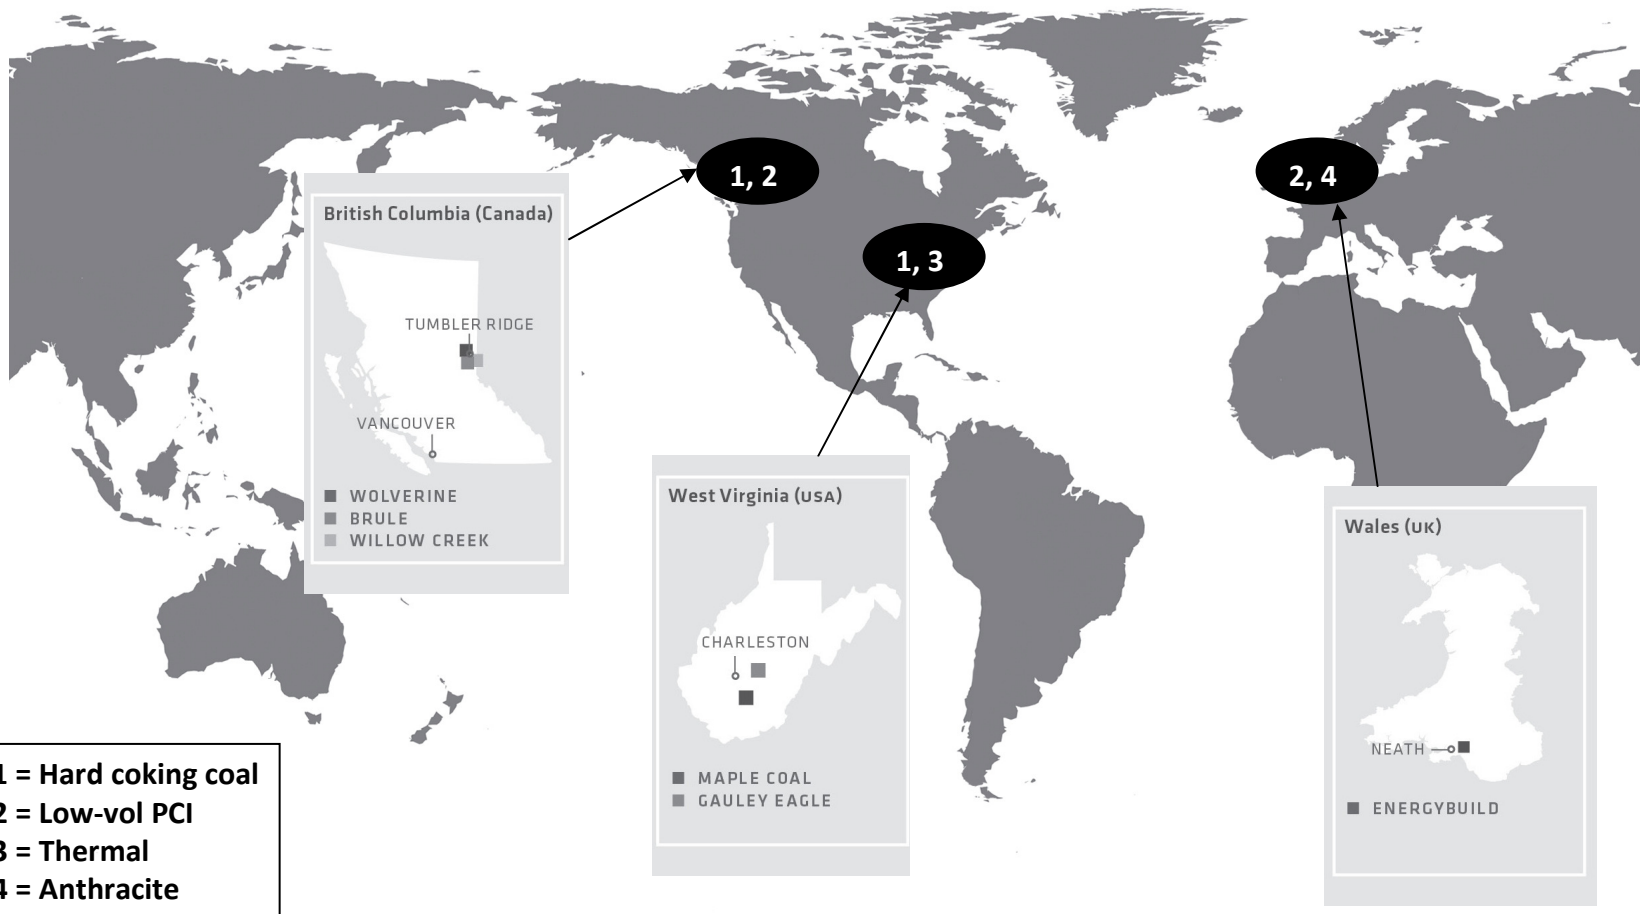 1, 2
2, 4
1, 3
British Columbia (Canada)
TUMBLER RIDGE
VANCOUVER
WOLVERINE
BRULE
WILLOW CREEK
West Virginia (USA)
CHARLESTON
MAPLE COAL
GAULEY EAGLE
Wales (UK)
NEATH
ENERGYBUILD
1 = Hard coking coal
2 = Low-vol PCI
3 = Thermal
4 = Anthracite